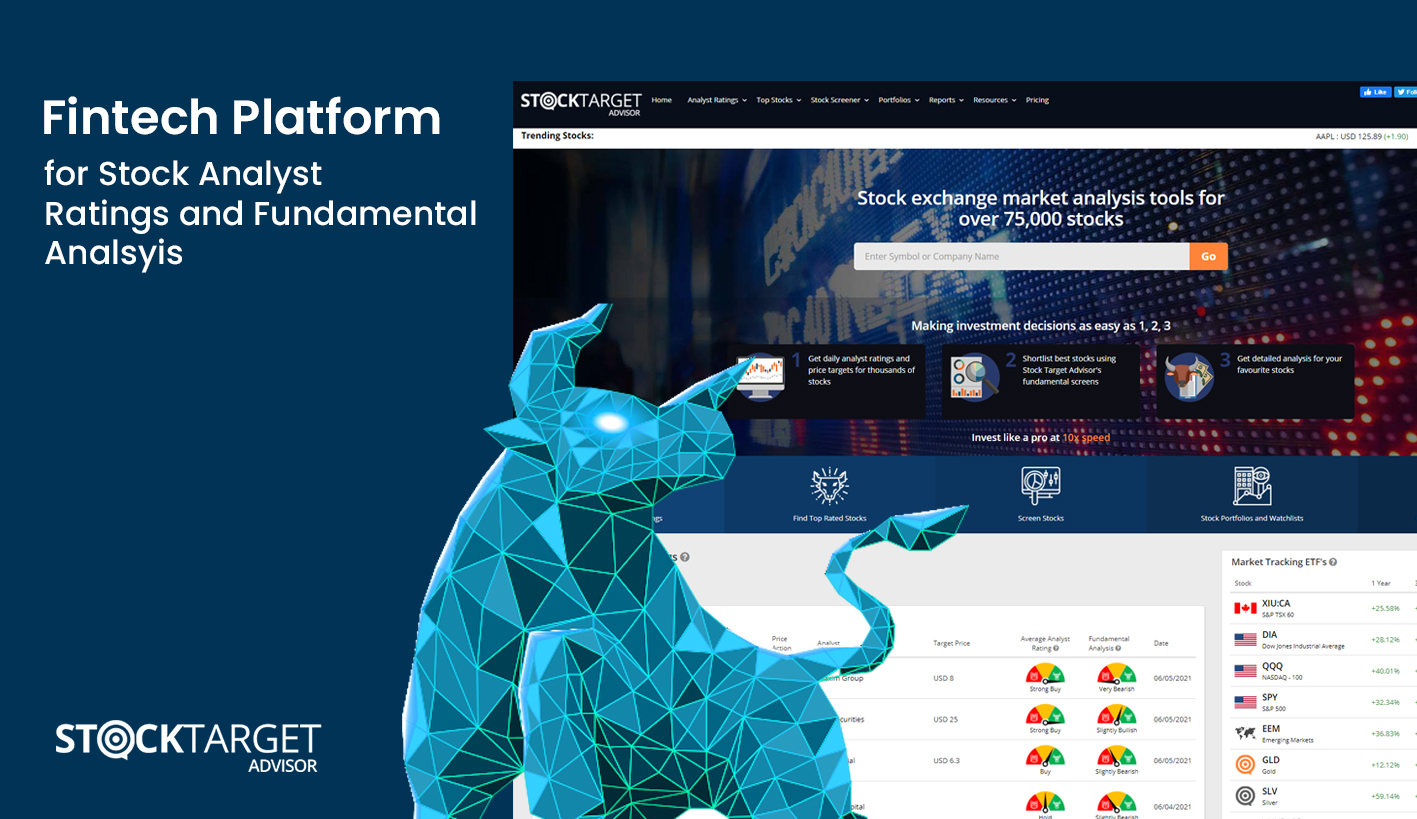 Fintech Platform
for Stock Analyst
Ratings and Fundamental
Analsyis
STOCKTARGET
ADVISOR
STOCKTARGET
ADVISOR
Home Analyst Ratings Top Stocks Stock Screener Portfolios Reports Resources Pricing
Like
Trending Stocks:
AAPL : USD 125.89 (+1.90)
Stock exchange market analysis tools for
over 75,000 stocks
Enter Symbol or Company Name Go
Making investment decisions as easy as 1, 2, 3
1 Get daily analyst ratings and
price targets for thousands of
stocks
2 Shortlist best stocks using
Stock Target Advisor's
fundamental screens
3 Get detailed analysis for your
favourite stocks
Invest like a pro at 10x speed
Find Top Rated Stocks
Screen Stocks
Stock Portfolios and Watchlists
Price
Analyst
Target Price
Average Analyst
Rating
Fundamental
Analysis
Date
Group USD 8 Strong Buy Very Bearish 06/05/2021
USD 25 Strong Buy Slightly Bullish 06/05/2021
USD 6.3 Buy Slightly Bearish 06/05/2021
Hold Slightly Bearish 06/04/2021
Market Tracking ETF's
Stock 1 Year
XIU:CA +25.58%
S&P TSX 60
DIA +28.12%
Dow Jones Industrial Average
QQQ +40.01%
NASDAQ - 100
SPY +32.34%
S&P 500
EEM +36.83%
Emerging Markets
GLD +12.12%
Gold
SLV +59.14%
Silver